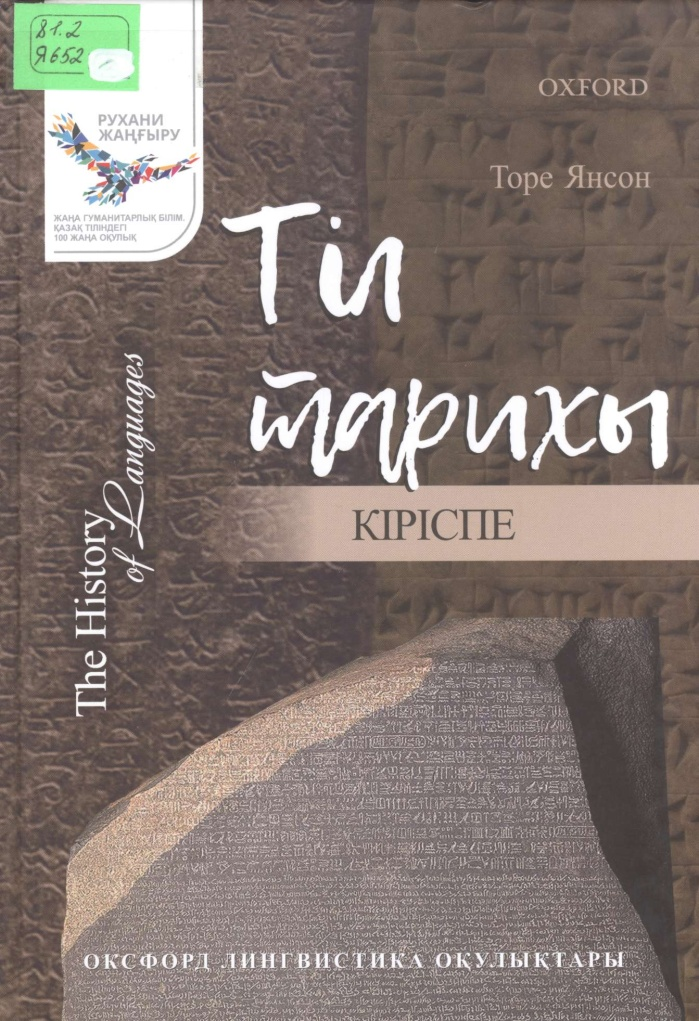 81.2
Я652
РУХАНИ
ЖАҢҒЫРУ
ЖАҢА ГУМАНИТАРЛЫҚ БІЛІМ.
ҚАЗАҚ ТІЛІНДЕГІ
100 ЖАҢА ОҚУЛЫҚ
OXFORD
Торе Янсон
Тіл
тарихы
КІРІСПЕ
The History
of Languages
ОКСФОРД ЛИНГВИСТИКА ОҚУЛЫҚТАРЫ